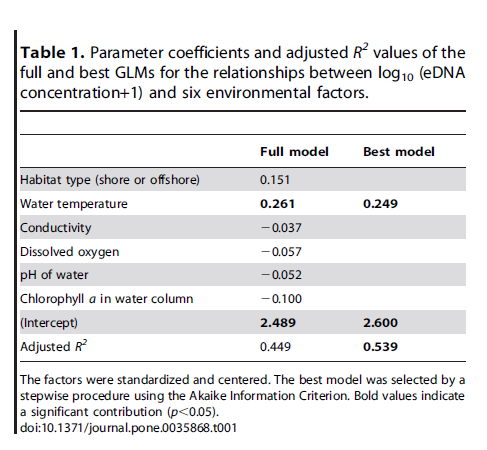 Table 1. Parameter coefficients and adjusted R² values of the
full and best GLMs for the relationships between log₁₀ (eDNA
concentration+1) and six environmental factors.
Full model Best model
Habitat type (shore or offshore) 0.151
Water temperature 0.261 0.249
Conductivity −0.037
Dissolved oxygen −0.057
pH of water −0.052
Chlorophyll a in water column −0.100
(Intercept) 2.489 2.600
Adjusted R² 0.449 0.539
The factors were standardized and centered. The best model was selected by a
stepwise procedure using the Akaike Information Criterion. Bold values indicate
a significant contribution (p<0.05).
doi:10.1371/journal.pone.0035868.t001